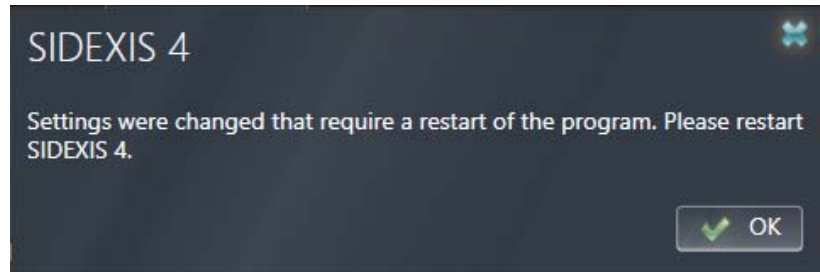 SIDEXIS 4
Settings were changed that require a restart of the program. Please restart
SIDEXIS 4.
OK